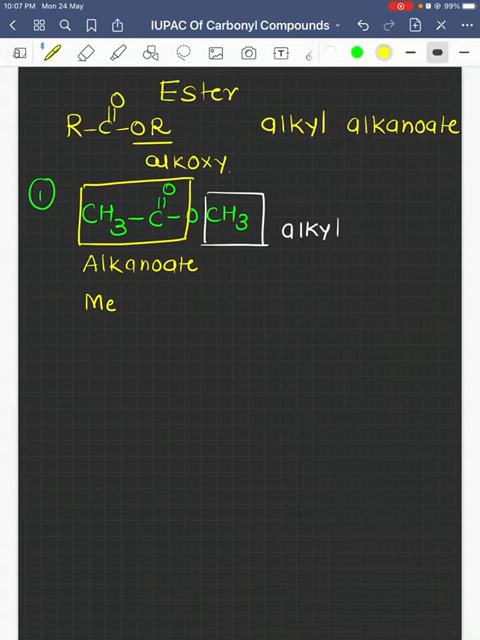 10:07 PM Mon 24 May 99%
IUPAC Of Carbonyl Compounds
Ester
O
R-C-OR alkyl alkanoate
alkoxy.
1 O
CH3-C-O CH3 alkyl
Alkanoate
Me